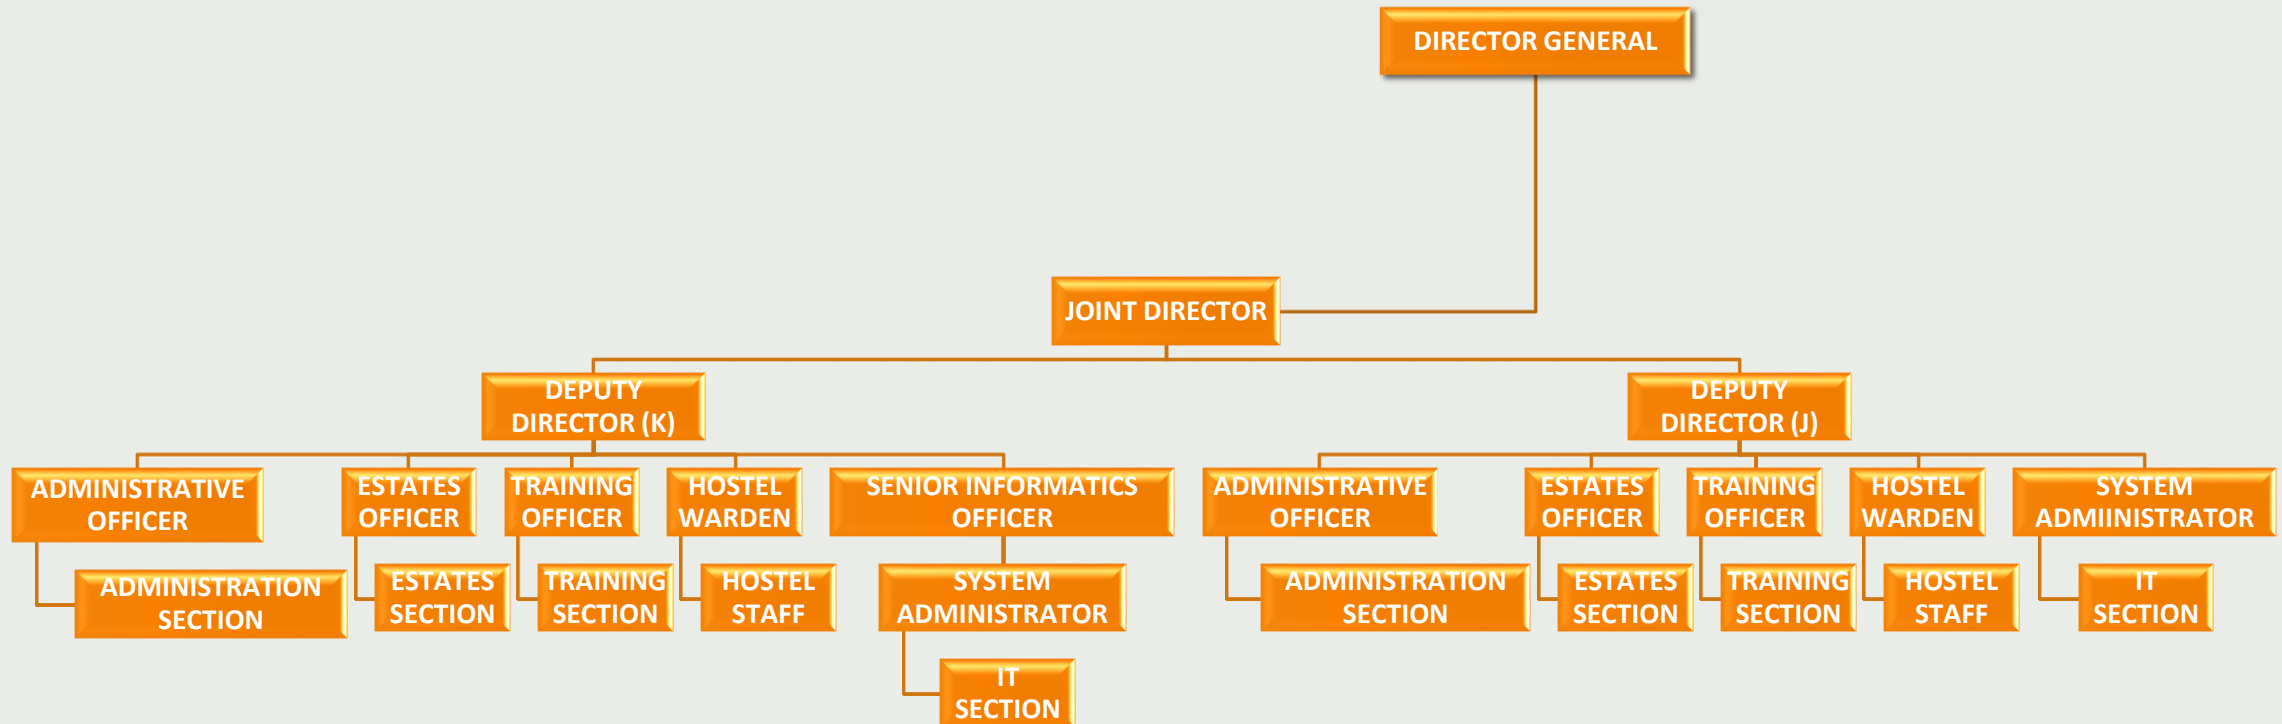 DIRECTOR GENERAL
JOINT DIRECTOR
DEPUTY
DIRECTOR (K)
DEPUTY
DIRECTOR (J)
ADMINISTRATIVE
OFFICER
ESTATES
OFFICER
TRAINING
OFFICER
HOSTEL
WARDEN
SENIOR INFORMATICS
OFFICER
ADMINISTRATIVE
OFFICER
ESTATES
OFFICER
TRAINING
OFFICER
HOSTEL
WARDEN
SYSTEM
ADMIINISTRATOR
ADMINISTRATION
SECTION
ESTATES
SECTION
TRAINING
SECTION
HOSTEL
STAFF
SYSTEM
ADMINISTRATOR
ADMINISTRATION
SECTION
ESTATES
SECTION
TRAINING
SECTION
HOSTEL
STAFF
IT
SECTION
IT
SECTION